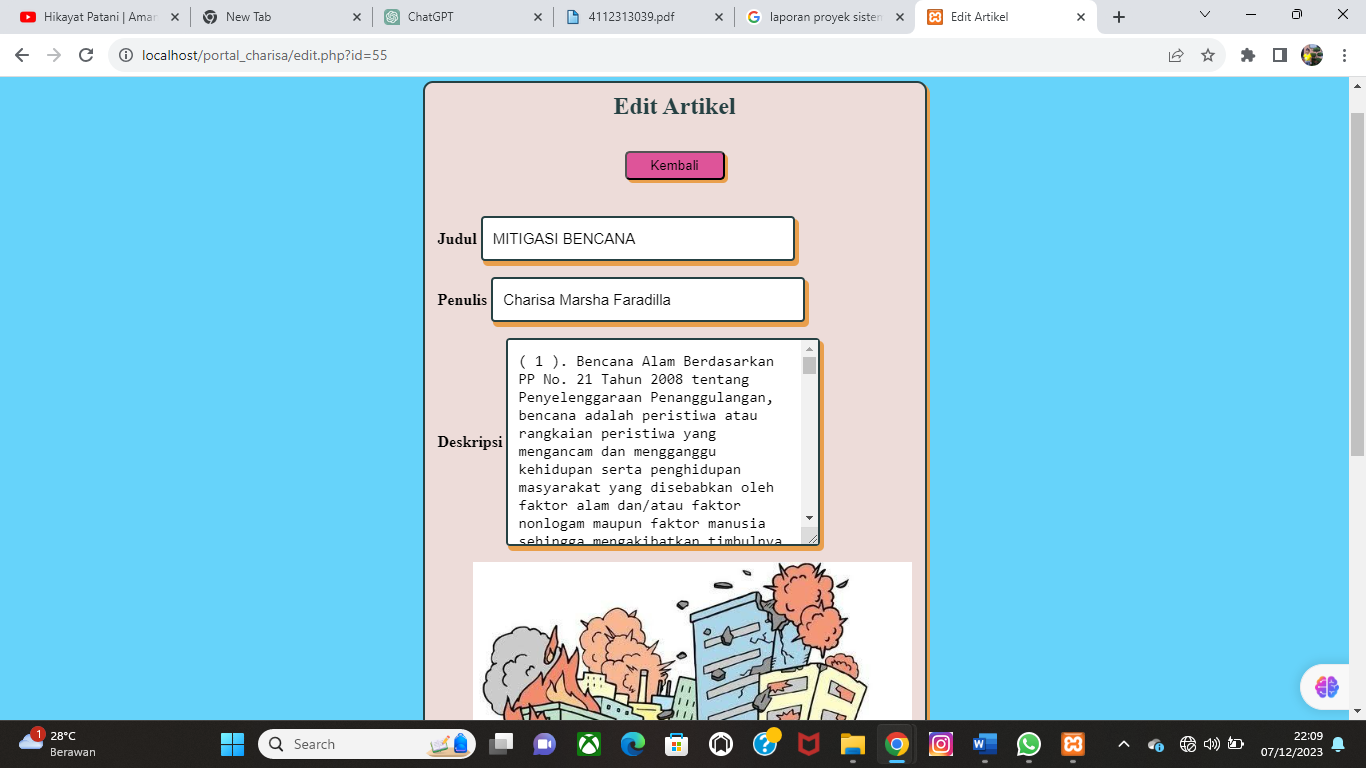 Hikayat Patani | Aman
New Tab
ChatGPT
4112313039.pdf
laporan proyek sistem
Edit Artikel
localhost/portal_charisa/edit.php?id=55
Edit Artikel
Kembali
Judul MITIGASI BENCANA
Penulis Charisa Marsha Faradilla
Deskripsi
( 1 ). Bencana Alam Berdasarkan
PP No. 21 Tahun 2008 tentang
Penyelenggaraan Penanggulangan,
bencana adalah peristiwa atau
rangkaian peristiwa yang
mengancam dan mengganggu
kehidupan serta penghidupan
masyarakat yang disebabkan oleh
faktor alam dan/atau faktor
nonlogam maupun faktor manusia
sehingga mengakibatkan timbulnya
1
28°C
Berawan
Search
22:09
07/12/2023